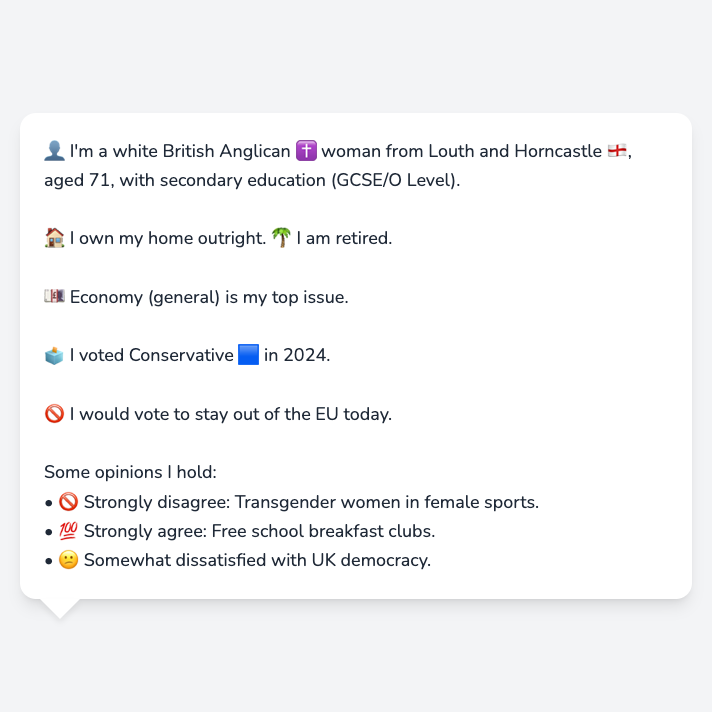 👤 I'm a white British Anglican ✝️ woman from Louth and Horncastle 🏴󠁧󠁢󠁥󠁮󠁧󠁿,
aged 71, with secondary education (GCSE/O Level).
🏠 I own my home outright. 🌴 I am retired.
💷 Economy (general) is my top issue.
🗳️ I voted Conservative 🟦 in 2024.
🚫 I would vote to stay out of the EU today.
Some opinions I hold:
• 🚫 Strongly disagree: Transgender women in female sports.
• 💯 Strongly agree: Free school breakfast clubs.
• 😕 Somewhat dissatisfied with UK democracy.